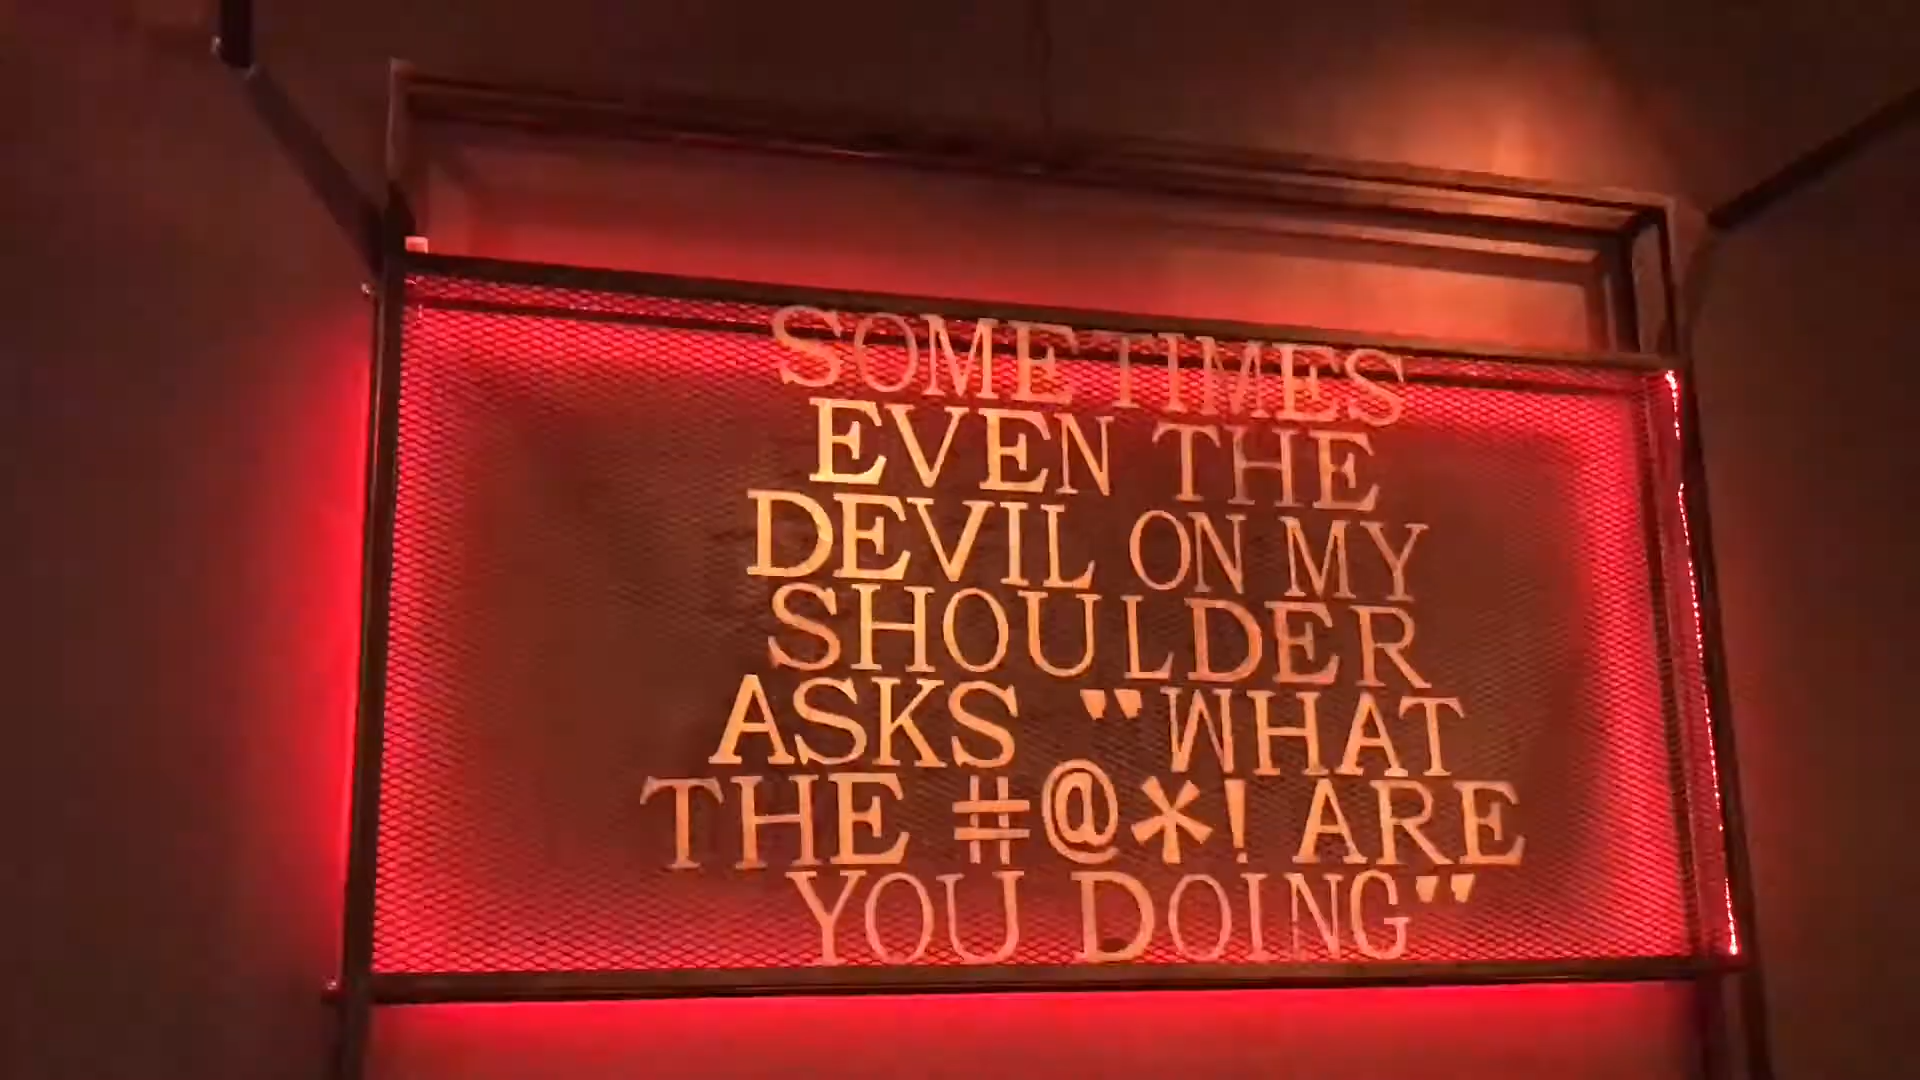 SOMETIMES
EVEN THE
DEVIL ON MY
SHOULDER
ASKS "WHAT
THE #@*! ARE
YOU DOING"